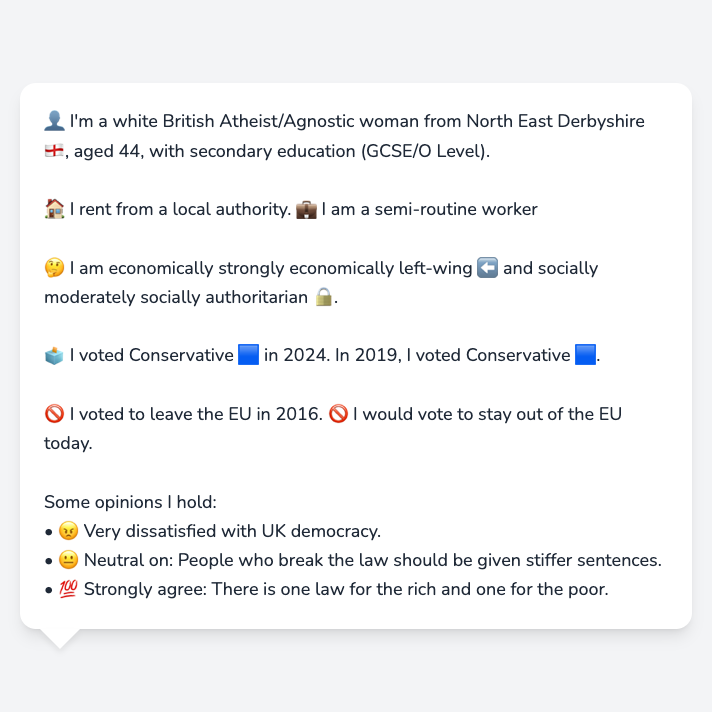 👤 I'm a white British Atheist/Agnostic woman from North East Derbyshire
🏴󠁧󠁢󠁥󠁮󠁧󠁿, aged 44, with secondary education (GCSE/O Level).
🏠 I rent from a local authority. 💼 I am a semi-routine worker
🤔 I am economically strongly economically left-wing ⬅️ and socially
moderately socially authoritarian 🔒.
🗳️ I voted Conservative 🟦 in 2024. In 2019, I voted Conservative 🟦.
🚫 I voted to leave the EU in 2016. 🚫 I would vote to stay out of the EU
today.
Some opinions I hold:
• 😠 Very dissatisfied with UK democracy.
• 😐 Neutral on: People who break the law should be given stiffer sentences.
• 💯 Strongly agree: There is one law for the rich and one for the poor.